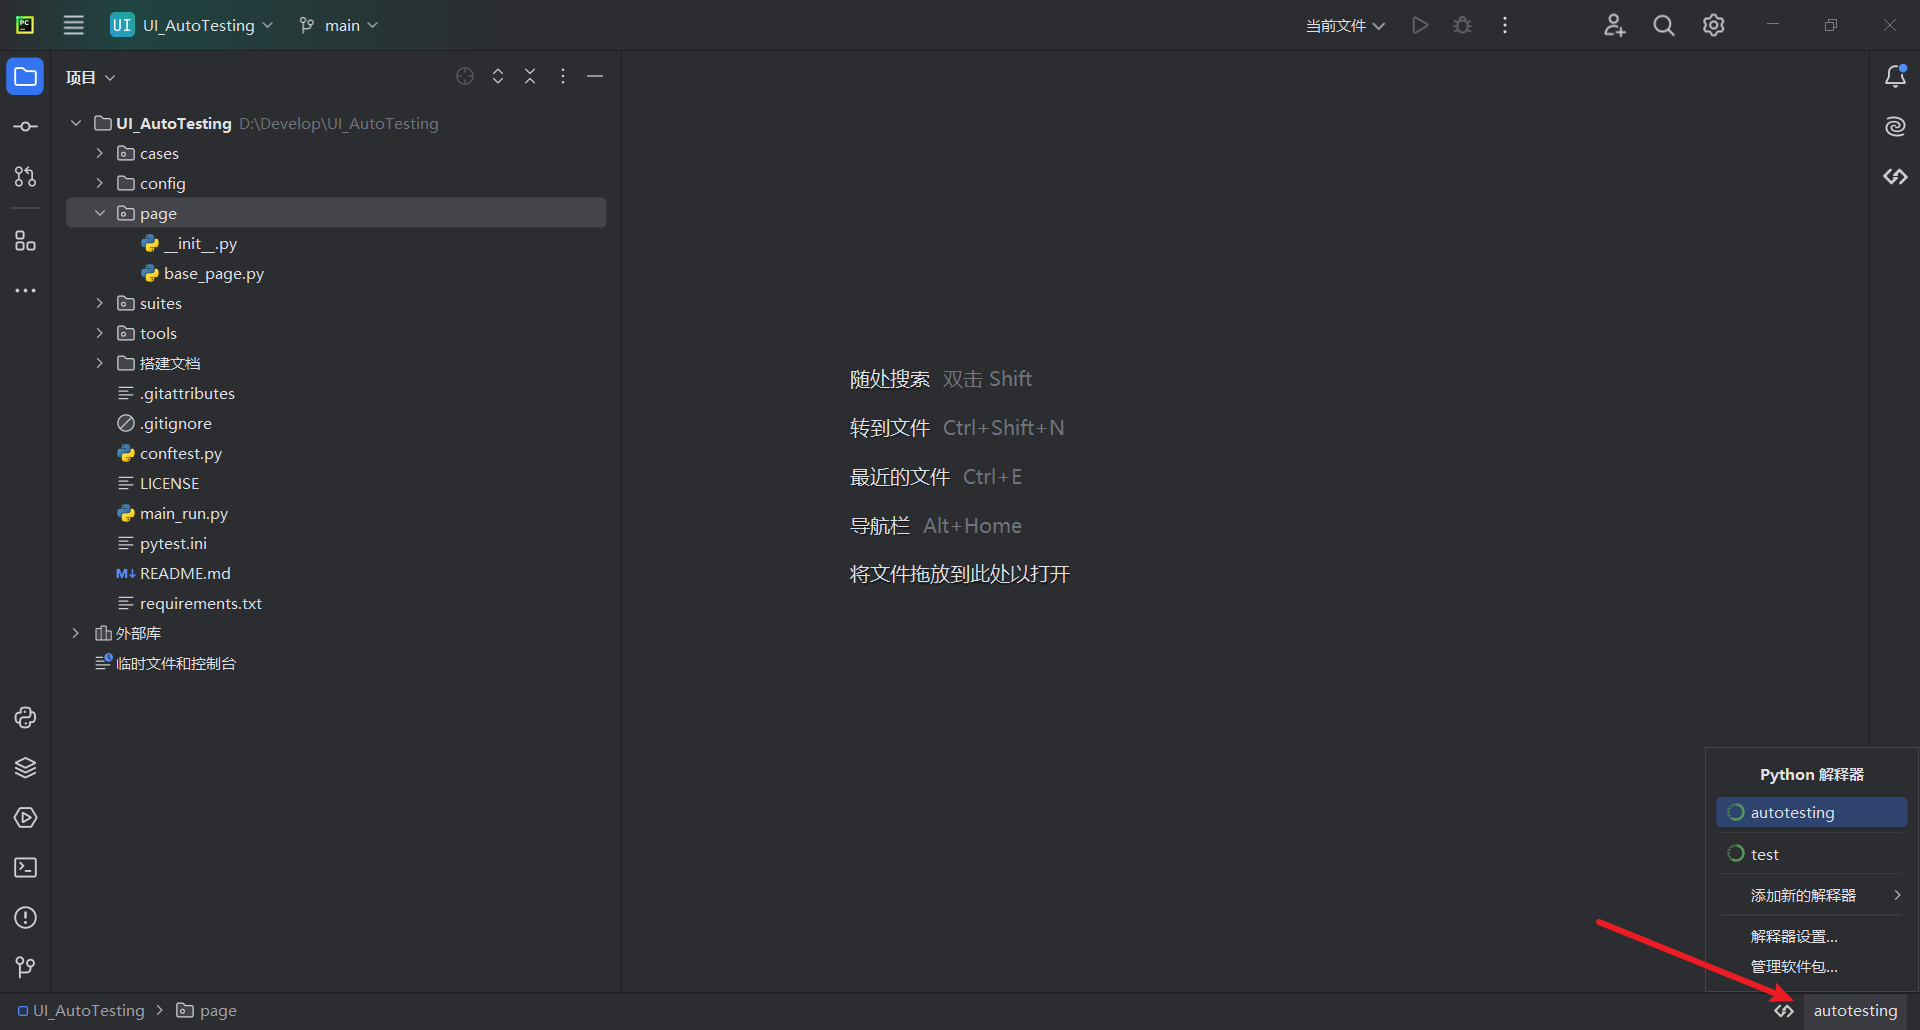 PC
UI UI_AutoTesting main 当前文件
项目
UI_AutoTesting D:\Develop\UI_AutoTesting
cases
config
page
__init__.py
base_page.py
suites
tools
搭建文档
.gitattributes
.gitignore
conftest.py
LICENSE
main_run.py
pytest.ini
M↓ README.md
requirements.txt
外部库
临时文件和控制台
随处搜索 双击 Shift
转到文件 Ctrl+Shift+N
最近的文件 Ctrl+E
导航栏 Alt+Home
将文件拖放到此处以打开
Python 解释器
autotesting
test
添加新的解释器
解释器设置...
管理软件包...
UI_AutoTesting page
autotesting